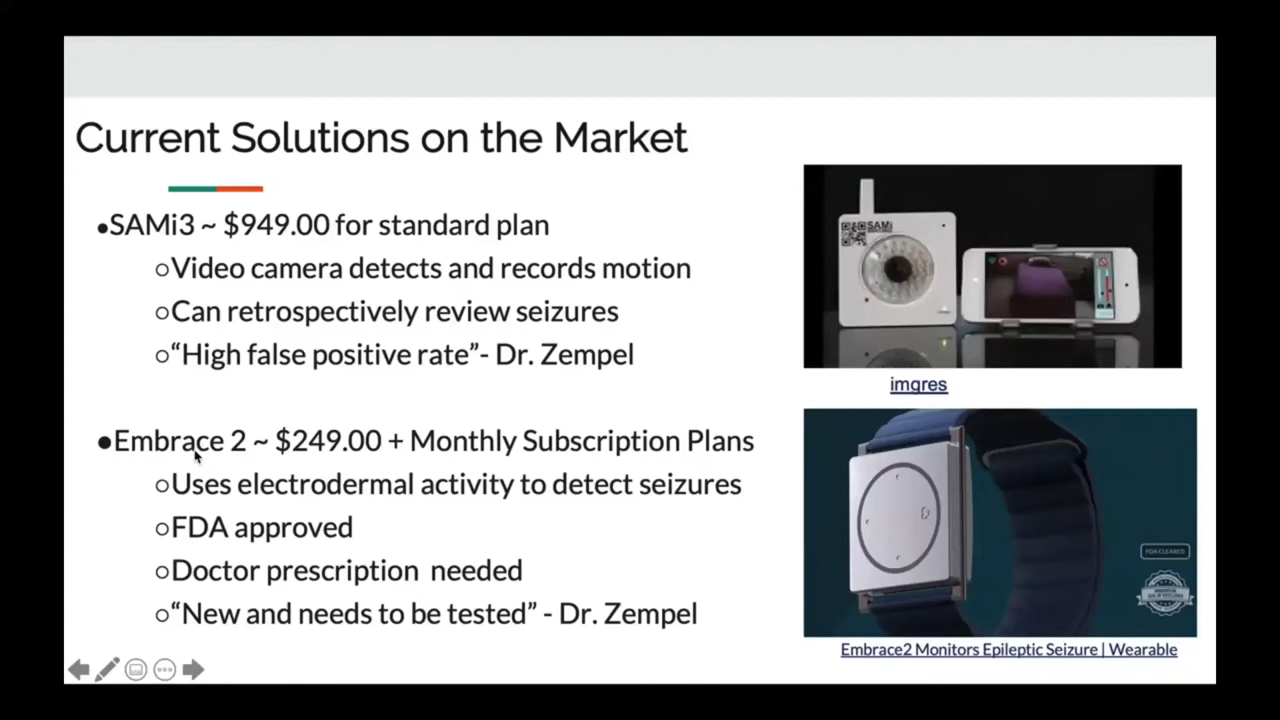 Current Solutions on the Market
●SAMi3 ~ $949.00 for standard plan
○Video camera detects and records motion
○Can retrospectively review seizures
○“High false positive rate”- Dr. Zempel
●Embrace 2 ~ $249.00 + Monthly Subscription Plans
○Uses electrodermal activity to detect seizures
○FDA approved
○Doctor prescription needed
○“New and needs to be tested” - Dr. Zempel
SAMi
imgres
FDA CLEARED
Embrace2 Monitors Epileptic Seizure | Wearable